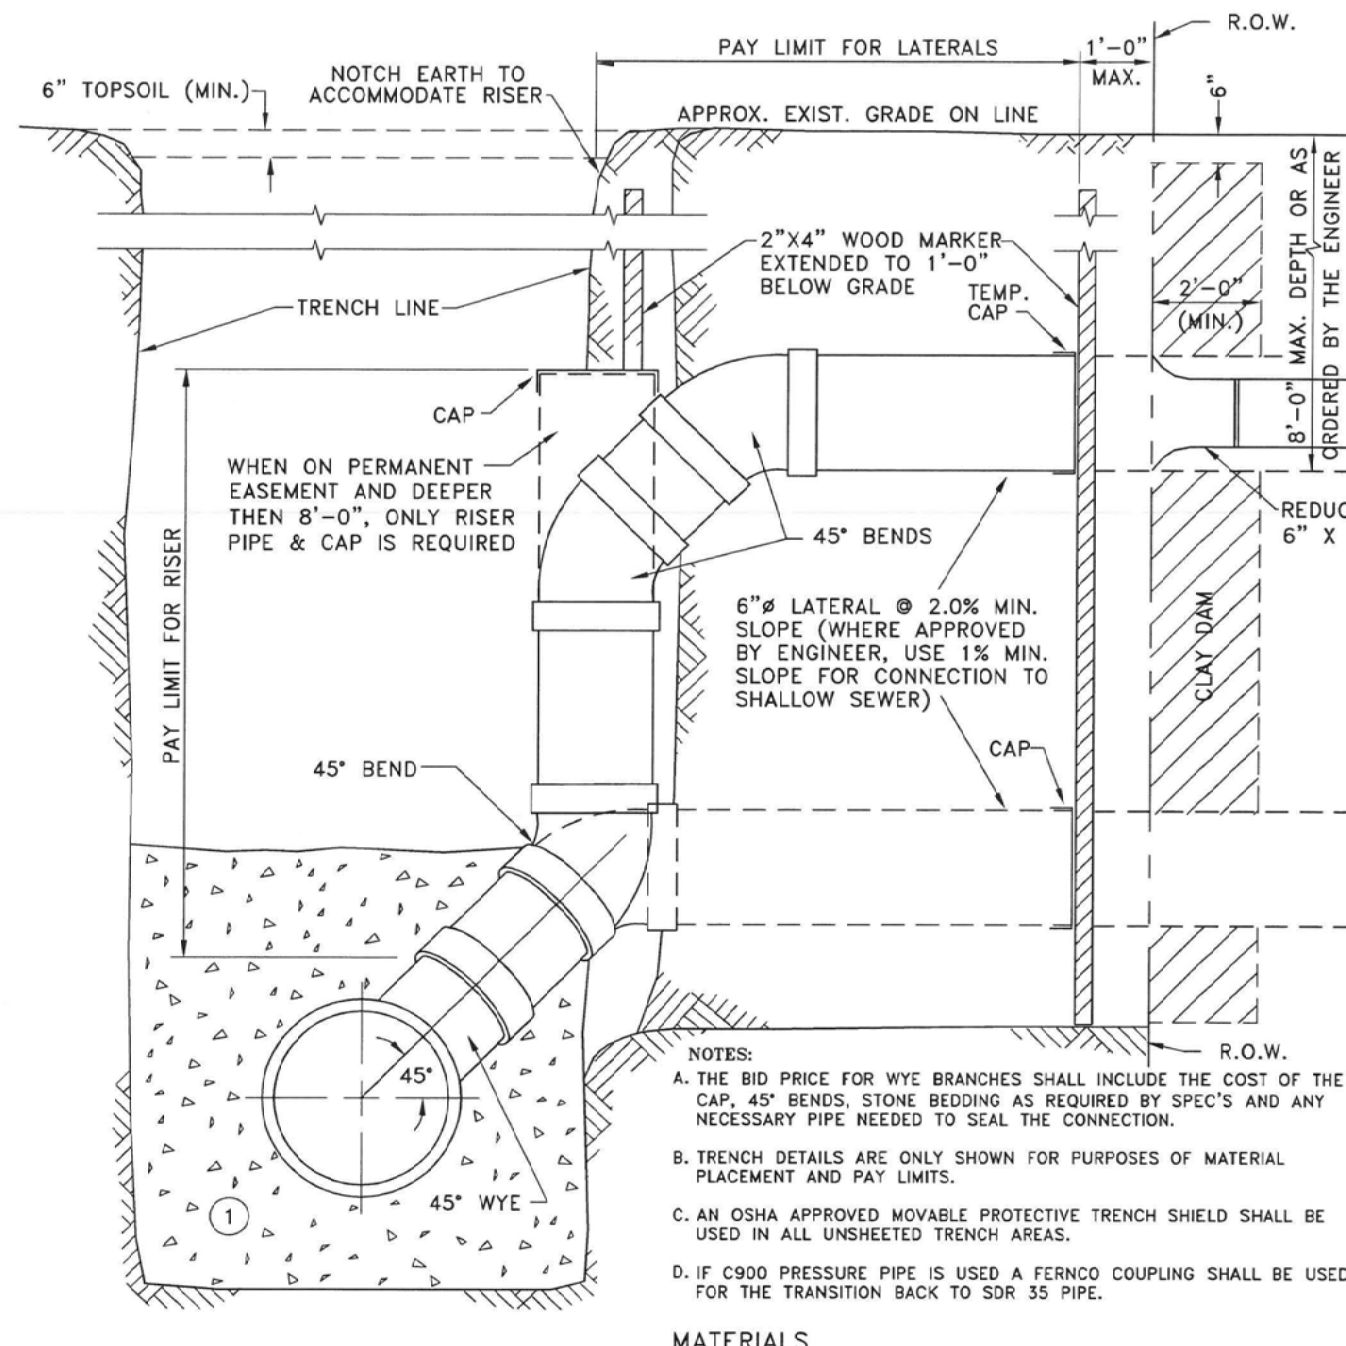 R.O.W.
PAY LIMIT FOR LATERALS
1'-0"
MAX.
NOTCH EARTH TO
ACCOMMODATE RISER
6" TOPSOIL (MIN.)
6"
APPROX. EXIST. GRADE ON LINE
8'-0" MAX. DEPTH OR AS
ORDERED BY THE ENGINEER
2"X4" WOOD MARKER
EXTENDED TO 1'-0"
BELOW GRADE
TEMP.
CAP
2'-0"
(MIN.)
TRENCH LINE
CAP
WHEN ON PERMANENT
EASEMENT AND DEEPER
THEN 8'-0", ONLY RISER
PIPE & CAP IS REQUIRED
45° BENDS
REDUC
6" X
PAY LIMIT FOR RISER
6"ø LATERAL @ 2.0% MIN.
SLOPE (WHERE APPROVED
BY ENGINEER, USE 1% MIN.
SLOPE FOR CONNECTION TO
SHALLOW SEWER)
CLAY DAM
CAP
45° BEND
45°
45° WYE
1
R.O.W.
NOTES:
A. THE BID PRICE FOR WYE BRANCHES SHALL INCLUDE THE COST OF THE
CAP, 45° BENDS, STONE BEDDING AS REQUIRED BY SPEC'S AND ANY
NECESSARY PIPE NEEDED TO SEAL THE CONNECTION.
B. TRENCH DETAILS ARE ONLY SHOWN FOR PURPOSES OF MATERIAL
PLACEMENT AND PAY LIMITS.
C. AN OSHA APPROVED MOVABLE PROTECTIVE TRENCH SHIELD SHALL BE
USED IN ALL UNSHEETED TRENCH AREAS.
D. IF C900 PRESSURE PIPE IS USED A FERNCO COUPLING SHALL BE USED
FOR THE TRANSITION BACK TO SDR 35 PIPE.
MATERIALS